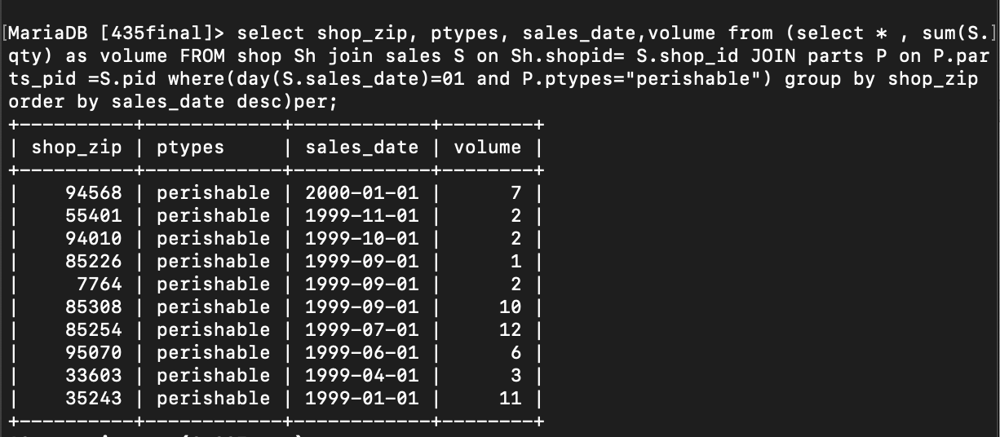 [MariaDB [435final]> select shop_zip, ptypes, sales_date,volume from (select * , sum(S.]
qty) as volume FROM shop Sh join sales S on Sh.shopid= S.shop_id JOIN parts P on P.par
ts_pid =S.pid where(day(S.sales_date)=01 and P.ptypes="perishable") group by shop_zip
order by sales_date desc)per;
+----------+------------+------------+--------+
| shop_zip | ptypes     | sales_date | volume |
+----------+------------+------------+--------+
|    94568 | perishable | 2000-01-01 |      7 |
|    55401 | perishable | 1999-11-01 |      2 |
|    94010 | perishable | 1999-10-01 |      2 |
|    85226 | perishable | 1999-09-01 |      1 |
|     7764 | perishable | 1999-09-01 |      2 |
|    85308 | perishable | 1999-09-01 |     10 |
|    85254 | perishable | 1999-07-01 |     12 |
|    95070 | perishable | 1999-06-01 |      6 |
|    33603 | perishable | 1999-04-01 |      3 |
|    35243 | perishable | 1999-01-01 |     11 |
+----------+------------+------------+--------+